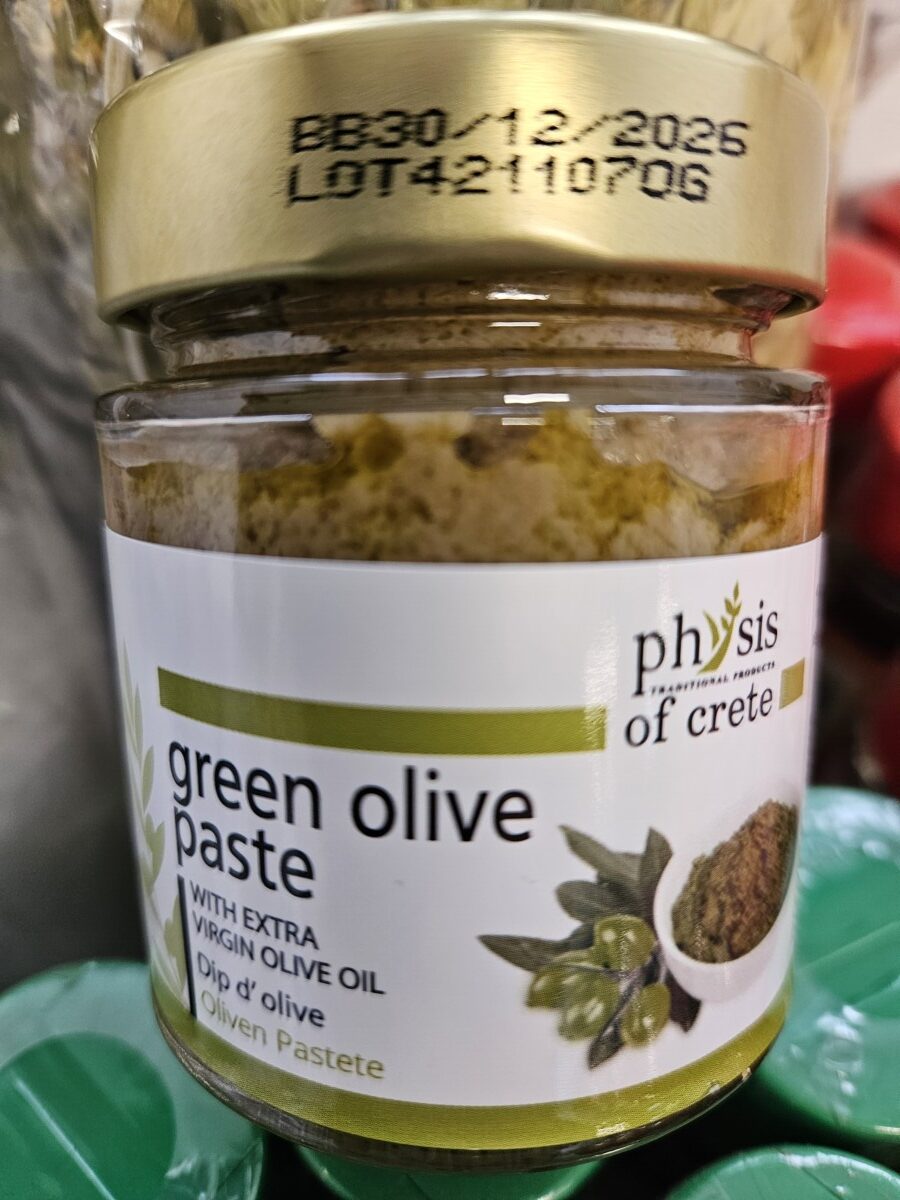 BB30/12/2026
LOT4211070G
physis
TRADITIONAL PRODUCTS
of crete
green olive
paste
WITH EXTRA
VIRGIN OLIVE OIL
Dip d' olive
Oliven Pastete